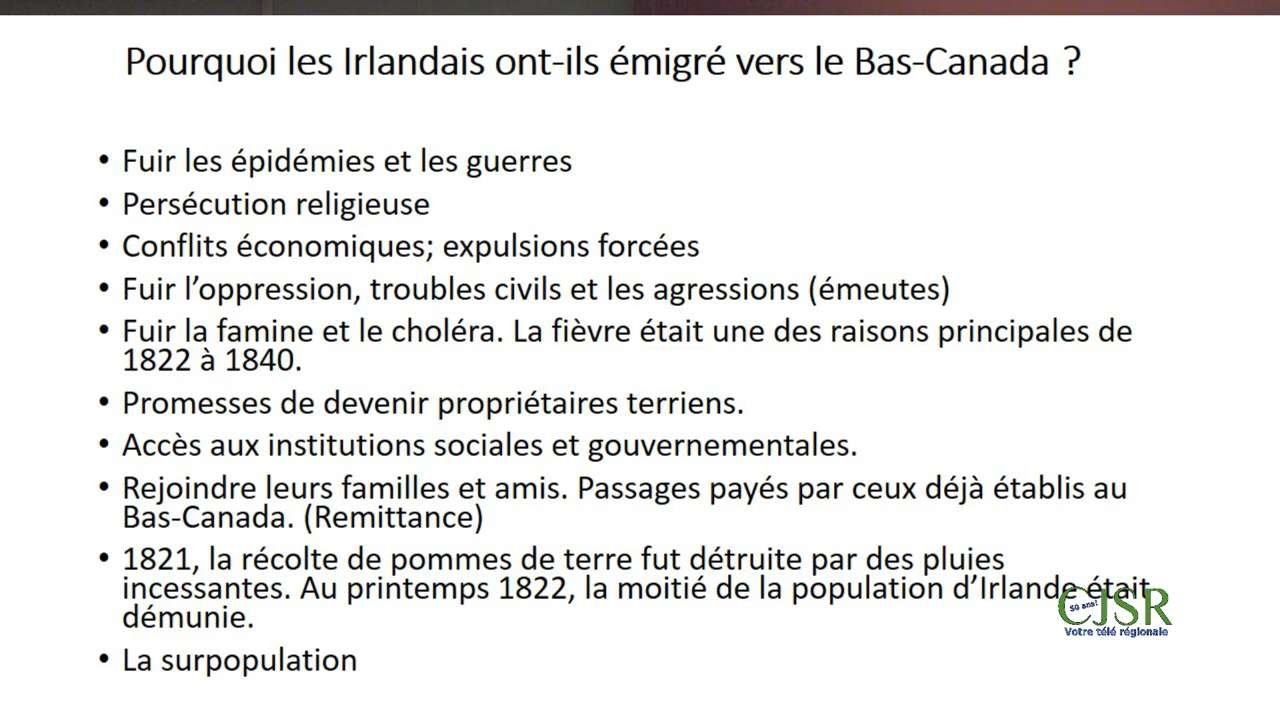 Pourquoi les Irlandais ont-ils émigré vers le Bas-Canada ?
• Fuir les épidémies et les guerres
• Persécution religieuse
• Conflits économiques; expulsions forcées
• Fuir l’oppression, troubles civils et les agressions (émeutes)
• Fuir la famine et le choléra. La fièvre était une des raisons principales de
1822 à 1840.
• Promesses de devenir propriétaires terriens.
• Accès aux institutions sociales et gouvernementales.
• Rejoindre leurs familles et amis. Passages payés par ceux déjà établis au
Bas-Canada. (Remittance)
• 1821, la récolte de pommes de terre fut détruite par des pluies
incessantes. Au printemps 1822, la moitié de la population d’Irlande était
démunie.
• La surpopulation
CJSR
50 ans!
Votre télé régionale